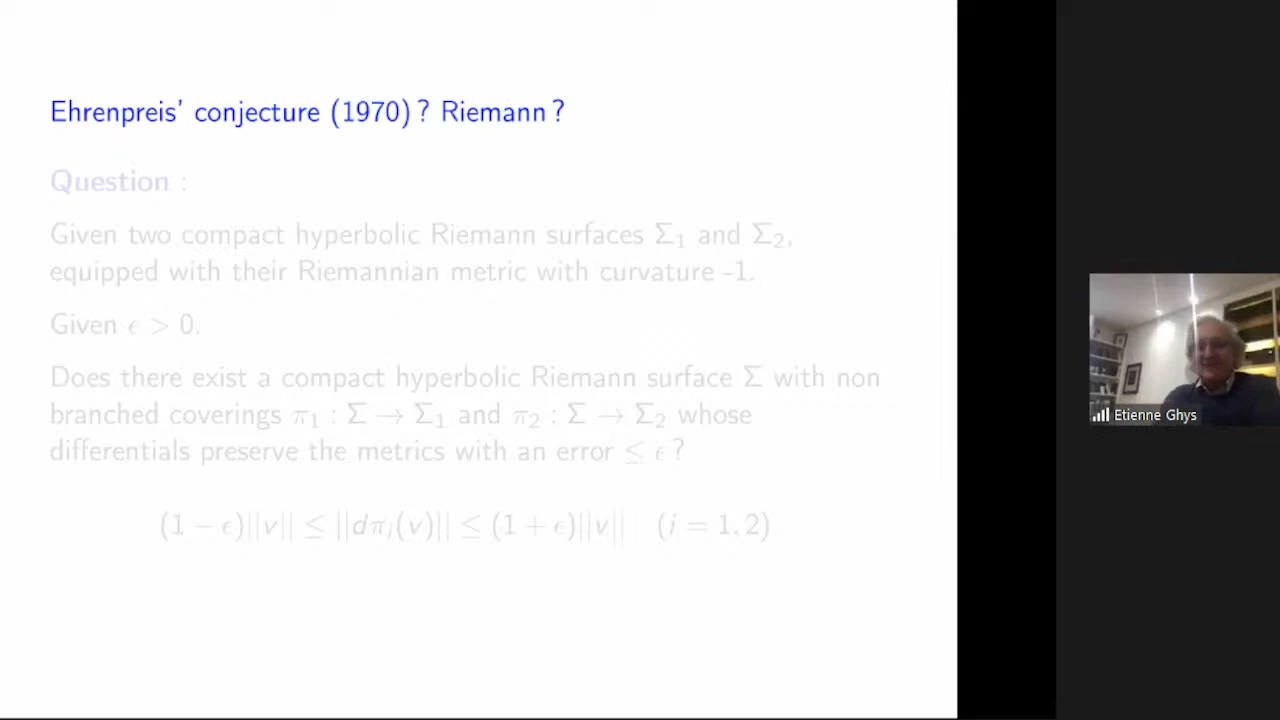 Ehrenpreis' conjecture (1970) ? Riemann ?
Question :
Given two compact hyperbolic Riemann surfaces Σ₁ and Σ₂,
equipped with their Riemannian metric with curvature -1.
Given ϵ > 0.
Does there exist a compact hyperbolic Riemann surface Σ with non
branched coverings π₁ : Σ → Σ₁ and π₂ : Σ → Σ₂ whose
differentials preserve the metrics with an error ≤ ϵ ?
(1 − ϵ)||v|| ≤ ||dπᵢ(v)|| ≤ (1 + ϵ)||v|| (i = 1, 2)
Etienne Ghys